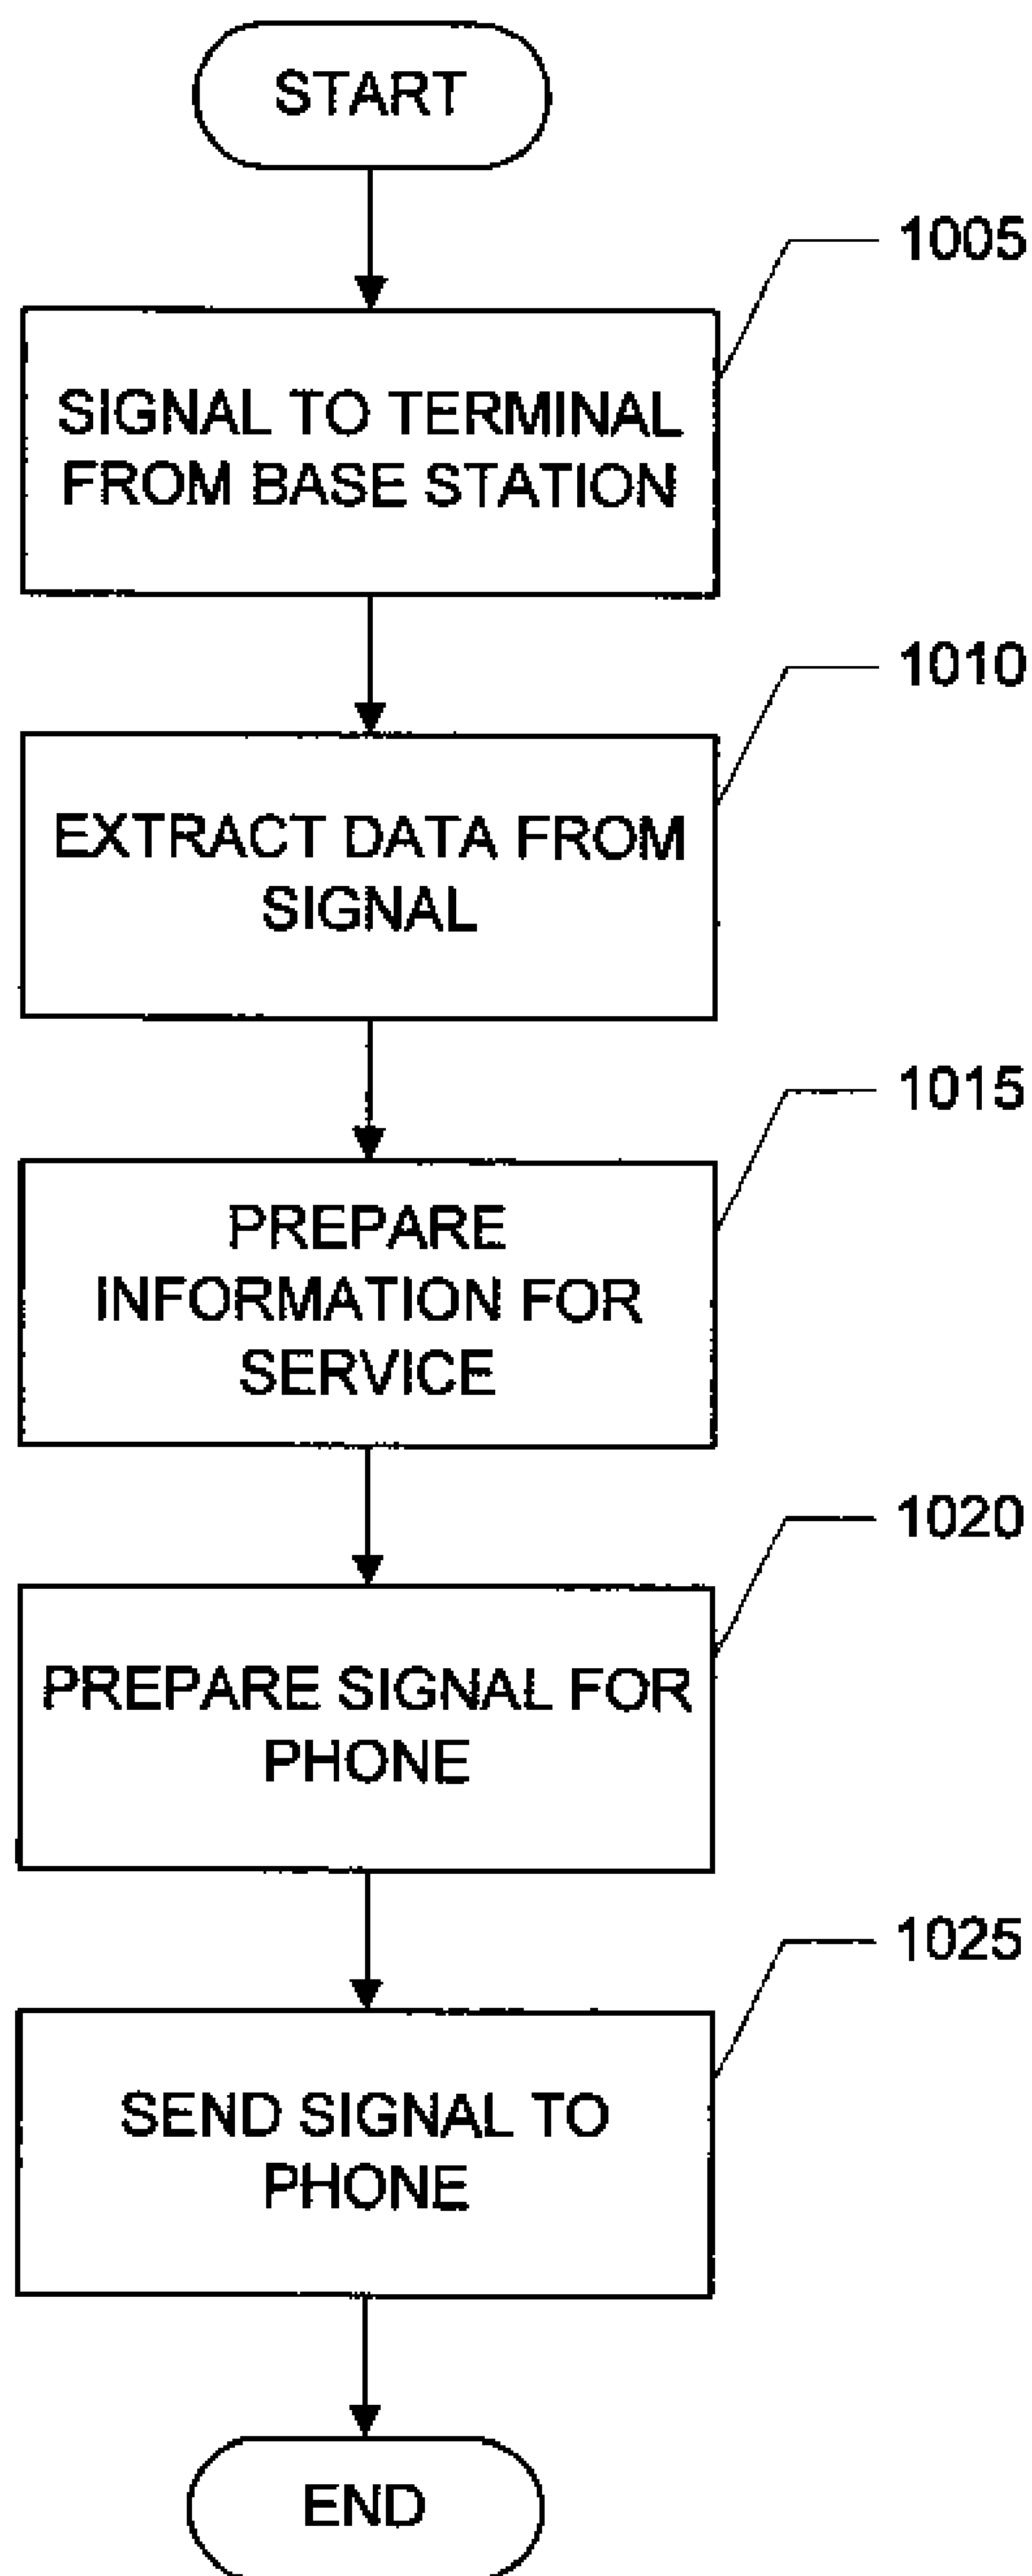 START
1005
SIGNAL TO TERMINAL
FROM BASE STATION
1010
EXTRACT DATA FROM
SIGNAL
1015
PREPARE
INFORMATION FOR
SERVICE
1020
PREPARE SIGNAL FOR
PHONE
1025
SEND SIGNAL TO
PHONE
END